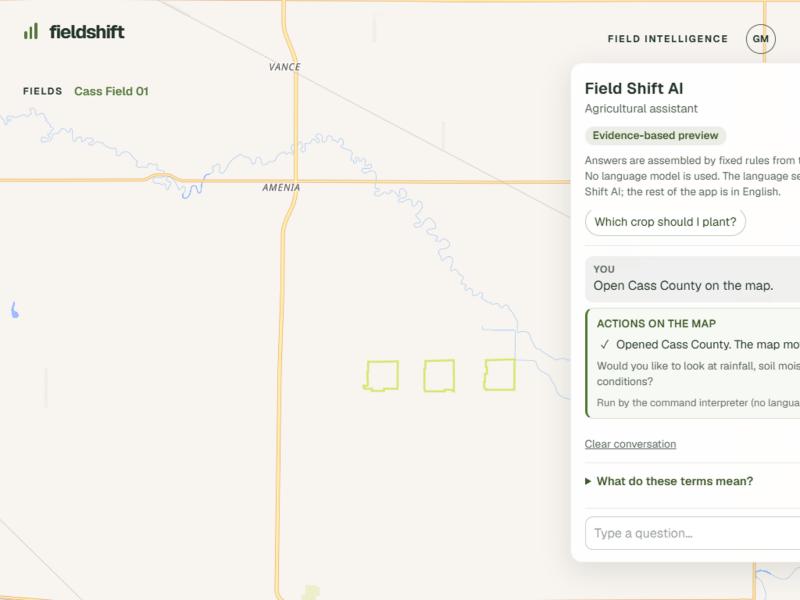 fieldshift
FIELD INTELLIGENCE
GM
VANCE
FIELDS Cass Field 01
AMENIA
Field Shift AI
Agricultural assistant
Evidence-based preview
Answers are assembled by fixed rules from t
No language model is used. The language se
Shift AI; the rest of the app is in English.
Which crop should I plant?
YOU
Open Cass County on the map.
ACTIONS ON THE MAP
✓ Opened Cass County. The map mo
Would you like to look at rainfall, soil mois
conditions?
Run by the command interpreter (no langua
Clear conversation
What do these terms mean?
Type a question...